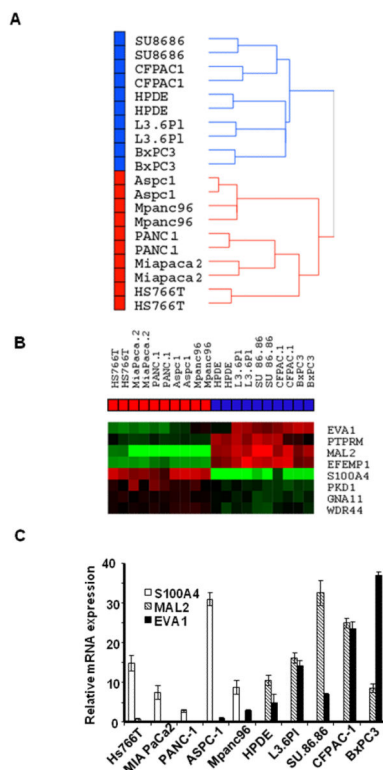 A
SU8686
SU8686
CFPAC1
CFPAC1
HPDE
HPDE
L3.6Pl
L3.6Pl
BxPC3
BxPC3
Aspc1
Aspc1
Mpanc96
Mpanc96
PANC.1
PANC.1
Miapaca2
Miapaca2
HS766T
HS766T
B
HS766T
HS766T
MiaPaca.2
MiaPaca.2
PANC.1
PANC.1
Aspc1
Aspc1
Mpanc96
Mpanc96
HPDE
HPDE
L3.6Pl
L3.6Pl
SU 86.86
SU 86.86
CFPAC.1
CFPAC.1
BxPC3
BxPC3
EVA1
PTPRM
MAL2
EFEMP1
S100A4
PKD1
GNA11
WDR44
C
Relative mRNA expression
40
30
20
10
0
S100A4
MAL2
EVA1
Hs766T
MIA PaCa2
PANC-1
ASPC-1
Mpanc96
HPDE
L3.6Pl
SU.86.86
CFPAC-1
BxPC3